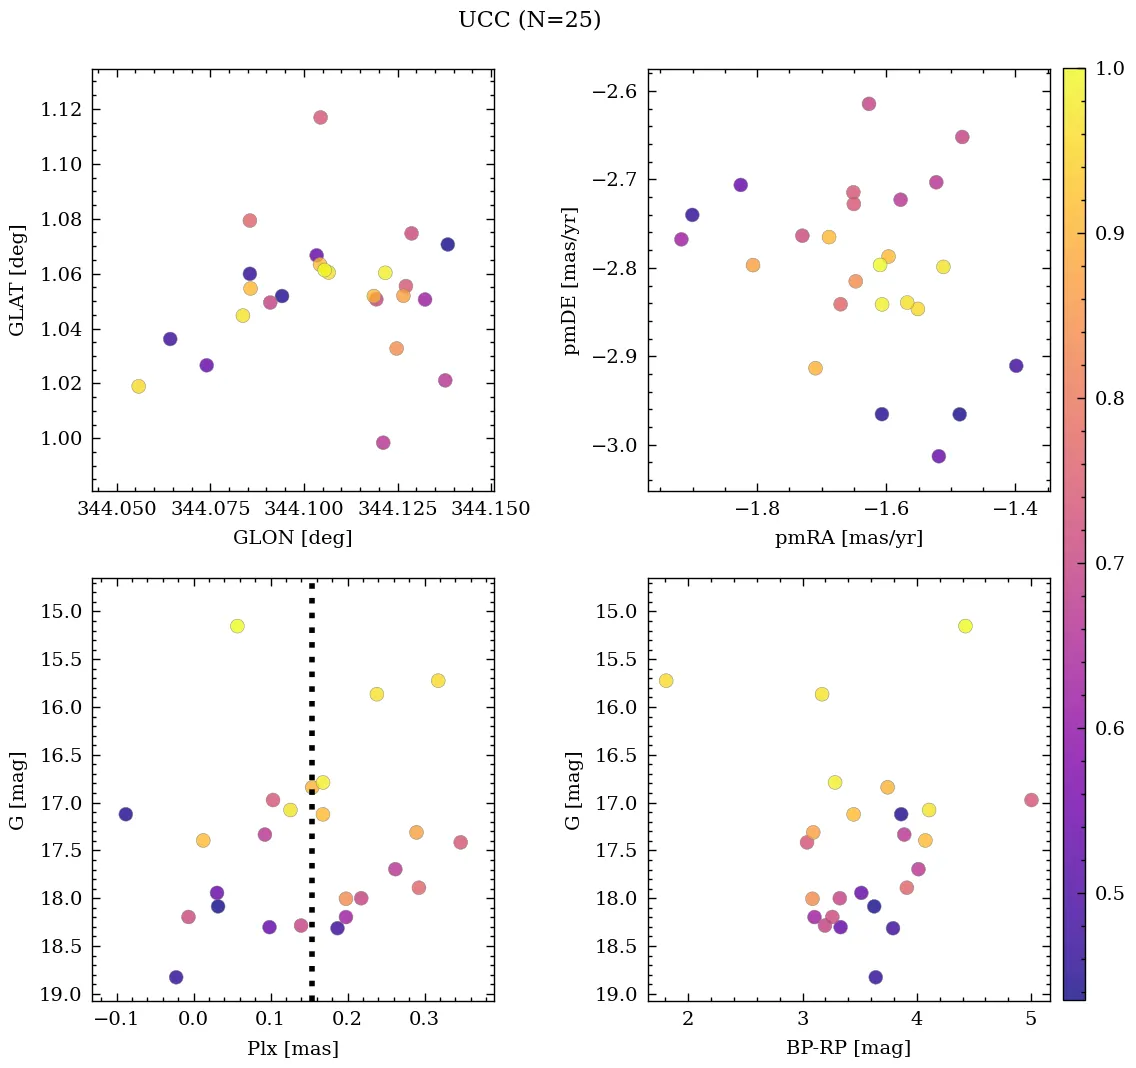 UCC (N=25)
1.12
1.10
1.08
1.06
1.04
1.02
1.00
GLAT [deg]
344.050 344.075 344.100 344.125 344.150
GLON [deg]
−2.6
−2.7
−2.8
−2.9
−3.0
pmDE [mas/yr]
−1.8 −1.6 −1.4
pmRA [mas/yr]
1.0
0.9
0.8
0.7
0.6
0.5
15.0
15.5
16.0
16.5
17.0
17.5
18.0
18.5
19.0
G [mag]
−0.1 0.0 0.1 0.2 0.3
Plx [mas]
15.0
15.5
16.0
16.5
17.0
17.5
18.0
18.5
19.0
G [mag]
2 3 4 5
BP-RP [mag]